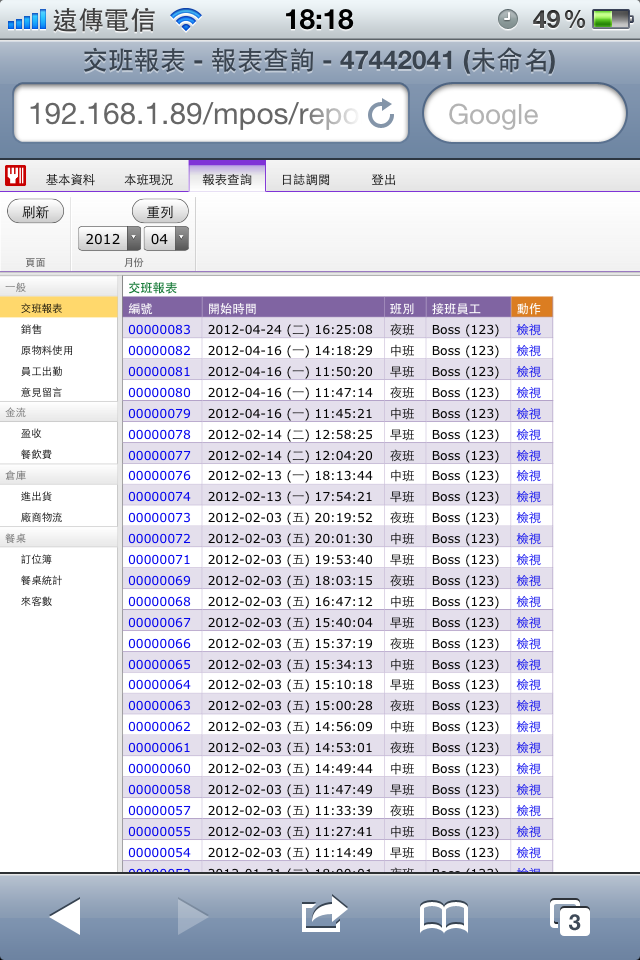 遠傳電信 18:18 49%
交班報表 - 報表查詢 - 47442041 (未命名)
192.168.1.89/mpos/repo Google
基本資料 本班現況 報表查詢 日誌調閱 登出
刷新 重列
2012 04
頁面 月份
一般
交班報表
銷售
原物料使用
員工出勤
意見留言
金流
盈收
餐飲費
倉庫
進出貨
廠商物流
餐桌
訂位簿
餐桌統計
來客數
交班報表
編號 開始時間 班別 接班員工 動作
00000083 2012-04-24 (二) 16:25:08 夜班 Boss (123) 檢視
00000082 2012-04-16 (一) 14:18:29 中班 Boss (123) 檢視
00000081 2012-04-16 (一) 11:50:20 早班 Boss (123) 檢視
00000080 2012-04-16 (一) 11:47:14 夜班 Boss (123) 檢視
00000079 2012-04-16 (一) 11:45:21 中班 Boss (123) 檢視
00000078 2012-02-14 (二) 12:58:25 早班 Boss (123) 檢視
00000077 2012-02-14 (二) 12:04:20 夜班 Boss (123) 檢視
00000076 2012-02-13 (一) 18:13:44 中班 Boss (123) 檢視
00000074 2012-02-13 (一) 17:54:21 早班 Boss (123) 檢視
00000073 2012-02-03 (五) 20:19:52 夜班 Boss (123) 檢視
00000072 2012-02-03 (五) 20:01:30 中班 Boss (123) 檢視
00000071 2012-02-03 (五) 19:53:40 早班 Boss (123) 檢視
00000069 2012-02-03 (五) 18:03:15 夜班 Boss (123) 檢視
00000068 2012-02-03 (五) 16:47:12 中班 Boss (123) 檢視
00000067 2012-02-03 (五) 15:40:04 早班 Boss (123) 檢視
00000066 2012-02-03 (五) 15:37:19 夜班 Boss (123) 檢視
00000065 2012-02-03 (五) 15:34:13 中班 Boss (123) 檢視
00000064 2012-02-03 (五) 15:10:18 早班 Boss (123) 檢視
00000063 2012-02-03 (五) 15:00:28 夜班 Boss (123) 檢視
00000062 2012-02-03 (五) 14:56:09 中班 Boss (123) 檢視
00000061 2012-02-03 (五) 14:53:01 夜班 Boss (123) 檢視
00000060 2012-02-03 (五) 14:49:44 中班 Boss (123) 檢視
00000058 2012-02-03 (五) 11:47:49 早班 Boss (123) 檢視
00000057 2012-02-03 (五) 11:33:39 夜班 Boss (123) 檢視
00000055 2012-02-03 (五) 11:27:41 中班 Boss (123) 檢視
00000054 2012-02-03 (五) 11:14:49 早班 Boss (123) 檢視
3